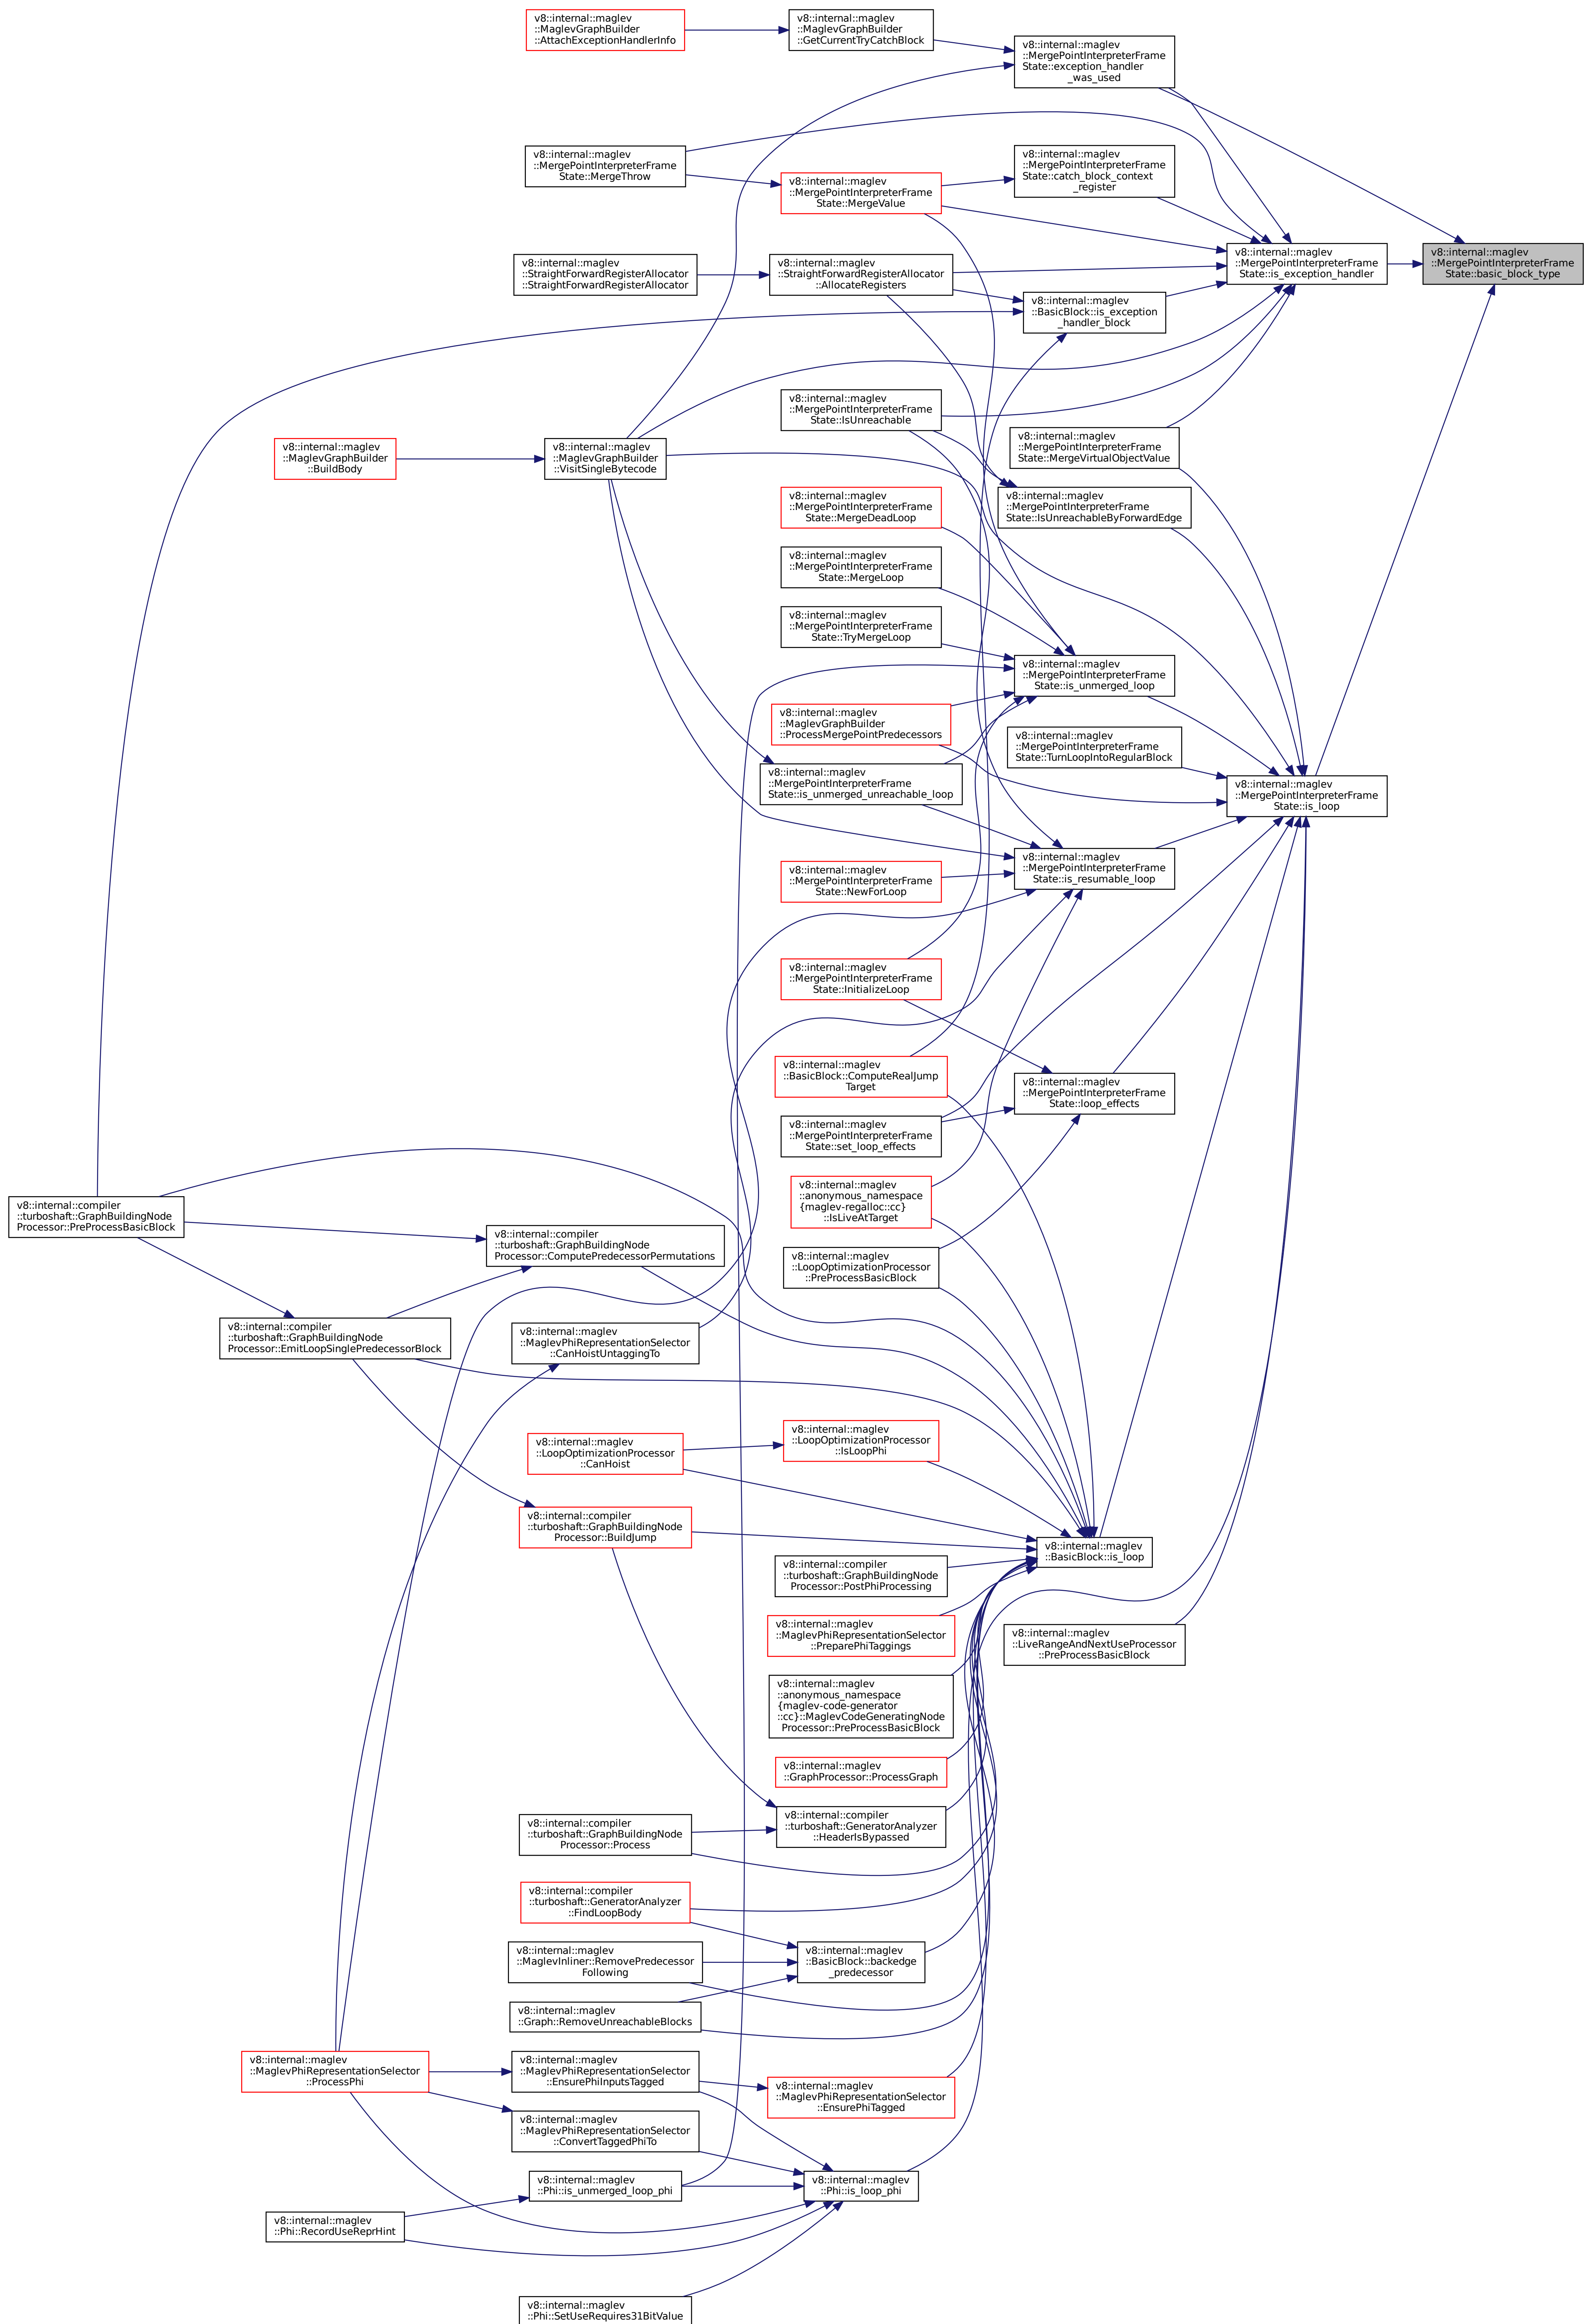 v8::internal::maglev
::MaglevGraphBuilder
::AttachExceptionHandlerInfo
v8::internal::maglev
::MaglevGraphBuilder
::GetCurrentTryCatchBlock
v8::internal::maglev
::MergePointInterpreterFrame
State::exception_handler
_was_used
v8::internal::maglev
::MergePointInterpreterFrame
State::MergeThrow
v8::internal::maglev
::MergePointInterpreterFrame
State::catch_block_context
_register
v8::internal::maglev
::MergePointInterpreterFrame
State::MergeValue
v8::internal::maglev
::StraightForwardRegisterAllocator
::StraightForwardRegisterAllocator
v8::internal::maglev
::StraightForwardRegisterAllocator
::AllocateRegisters
v8::internal::maglev
::MergePointInterpreterFrame
State::is_exception_handler
v8::internal::maglev
::MergePointInterpreterFrame
State::basic_block_type
v8::internal::maglev
::BasicBlock::is_exception
_handler_block
v8::internal::maglev
::MergePointInterpreterFrame
State::IsUnreachable
v8::internal::maglev
::MaglevGraphBuilder
::BuildBody
v8::internal::maglev
::MaglevGraphBuilder
::VisitSingleBytecode
v8::internal::maglev
::MergePointInterpreterFrame
State::MergeVirtualObjectValue
v8::internal::maglev
::MergePointInterpreterFrame
State::MergeDeadLoop
v8::internal::maglev
::MergePointInterpreterFrame
State::IsUnreachableByForwardEdge
v8::internal::maglev
::MergePointInterpreterFrame
State::MergeLoop
v8::internal::maglev
::MergePointInterpreterFrame
State::TryMergeLoop
v8::internal::maglev
::MergePointInterpreterFrame
State::is_unmerged_loop
v8::internal::maglev
::MaglevGraphBuilder
::ProcessMergePointPredecessors
v8::internal::maglev
::MergePointInterpreterFrame
State::TurnLoopIntoRegularBlock
v8::internal::maglev
::MergePointInterpreterFrame
State::is_unmerged_unreachable_loop
v8::internal::maglev
::MergePointInterpreterFrame
State::is_loop
v8::internal::maglev
::MergePointInterpreterFrame
State::is_resumable_loop
v8::internal::maglev
::MergePointInterpreterFrame
State::NewForLoop
v8::internal::maglev
::MergePointInterpreterFrame
State::InitializeLoop
v8::internal::maglev
::BasicBlock::ComputeRealJump
Target
v8::internal::maglev
::MergePointInterpreterFrame
State::loop_effects
v8::internal::maglev
::MergePointInterpreterFrame
State::set_loop_effects
v8::internal::maglev
::anonymous_namespace
{maglev-regalloc::cc}
::IsLiveAtTarget
v8::internal::compiler
::turboshaft::GraphBuildingNode
Processor::PreProcessBasicBlock
v8::internal::compiler
::turboshaft::GraphBuildingNode
Processor::ComputePredecessorPermutations
v8::internal::maglev
::LoopOptimizationProcessor
::PreProcessBasicBlock
v8::internal::compiler
::turboshaft::GraphBuildingNode
Processor::EmitLoopSinglePredecessorBlock
v8::internal::maglev
::MaglevPhiRepresentationSelector
::CanHoistUntaggingTo
v8::internal::maglev
::LoopOptimizationProcessor
::IsLoopPhi
v8::internal::maglev
::LoopOptimizationProcessor
::CanHoist
v8::internal::compiler
::turboshaft::GraphBuildingNode
Processor::BuildJump
v8::internal::maglev
::BasicBlock::is_loop
v8::internal::compiler
::turboshaft::GraphBuildingNode
Processor::PostPhiProcessing
v8::internal::maglev
::MaglevPhiRepresentationSelector
::PreparePhiTaggings
v8::internal::maglev
::LiveRangeAndNextUseProcessor
::PreProcessBasicBlock
v8::internal::maglev
::anonymous_namespace
{maglev-code-generator
::cc}::MaglevCodeGeneratingNode
Processor::PreProcessBasicBlock
v8::internal::maglev
::GraphProcessor::ProcessGraph
v8::internal::compiler
::turboshaft::GeneratorAnalyzer
::HeaderIsBypassed
v8::internal::compiler
::turboshaft::GraphBuildingNode
Processor::Process
v8::internal::compiler
::turboshaft::GeneratorAnalyzer
::FindLoopBody
v8::internal::maglev
::MaglevInliner::RemovePredecessor
Following
v8::internal::maglev
::BasicBlock::backedge
_predecessor
v8::internal::maglev
::Graph::RemoveUnreachableBlocks
v8::internal::maglev
::MaglevPhiRepresentationSelector
::ProcessPhi
v8::internal::maglev
::MaglevPhiRepresentationSelector
::EnsurePhiInputsTagged
v8::internal::maglev
::MaglevPhiRepresentationSelector
::EnsurePhiTagged
v8::internal::maglev
::MaglevPhiRepresentationSelector
::ConvertTaggedPhiTo
v8::internal::maglev
::Phi::is_unmerged_loop_phi
v8::internal::maglev
::Phi::is_loop_phi
v8::internal::maglev
::Phi::RecordUseReprHint
v8::internal::maglev
::Phi::SetUseRequires31BitValue